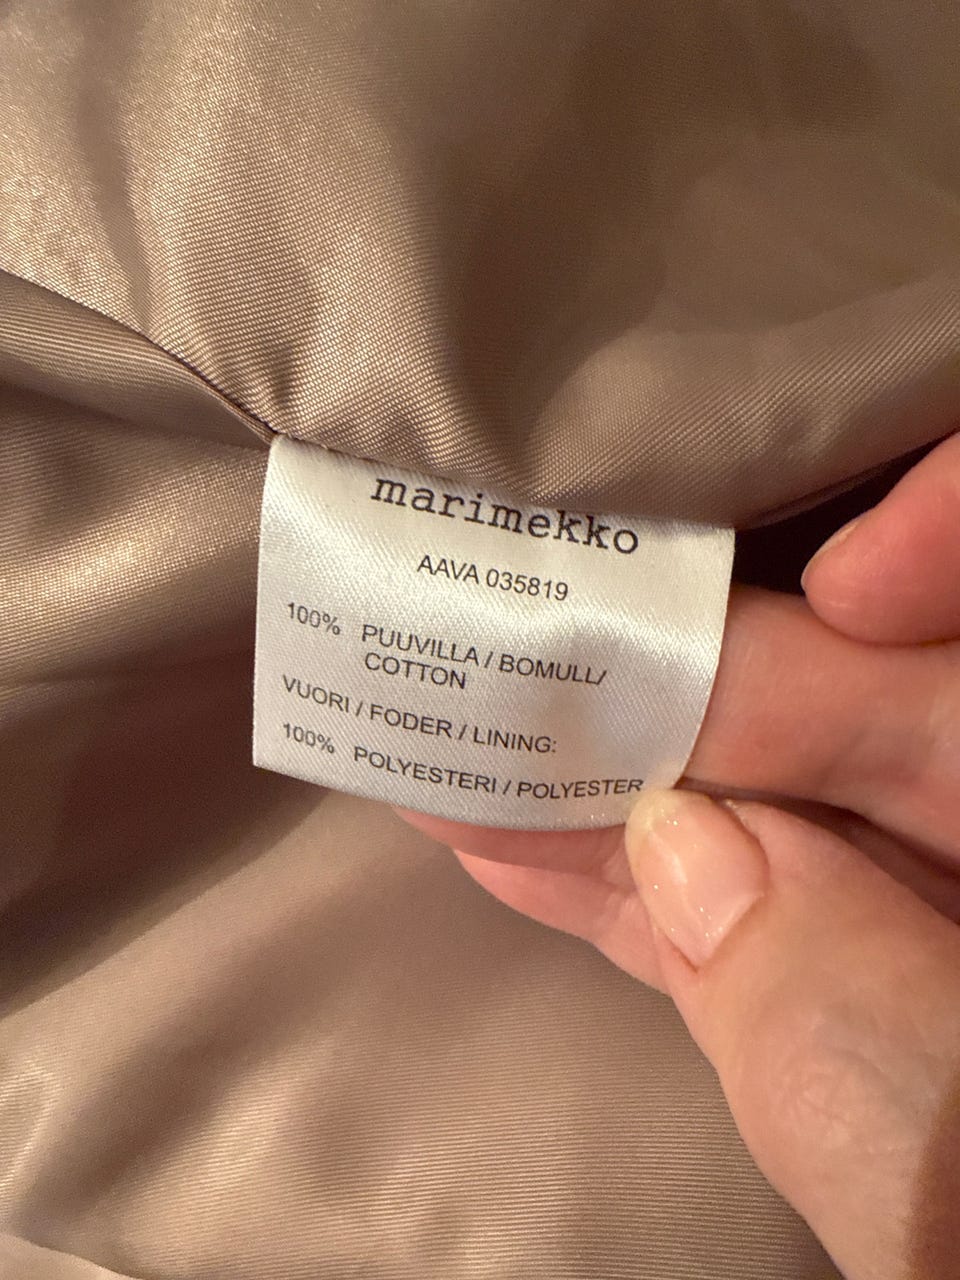 marimekko
AAVA 035819
100% PUUVILLA / BOMULL/
COTTON
VUORI / FODER / LINING:
100% POLYESTERI / POLYESTER